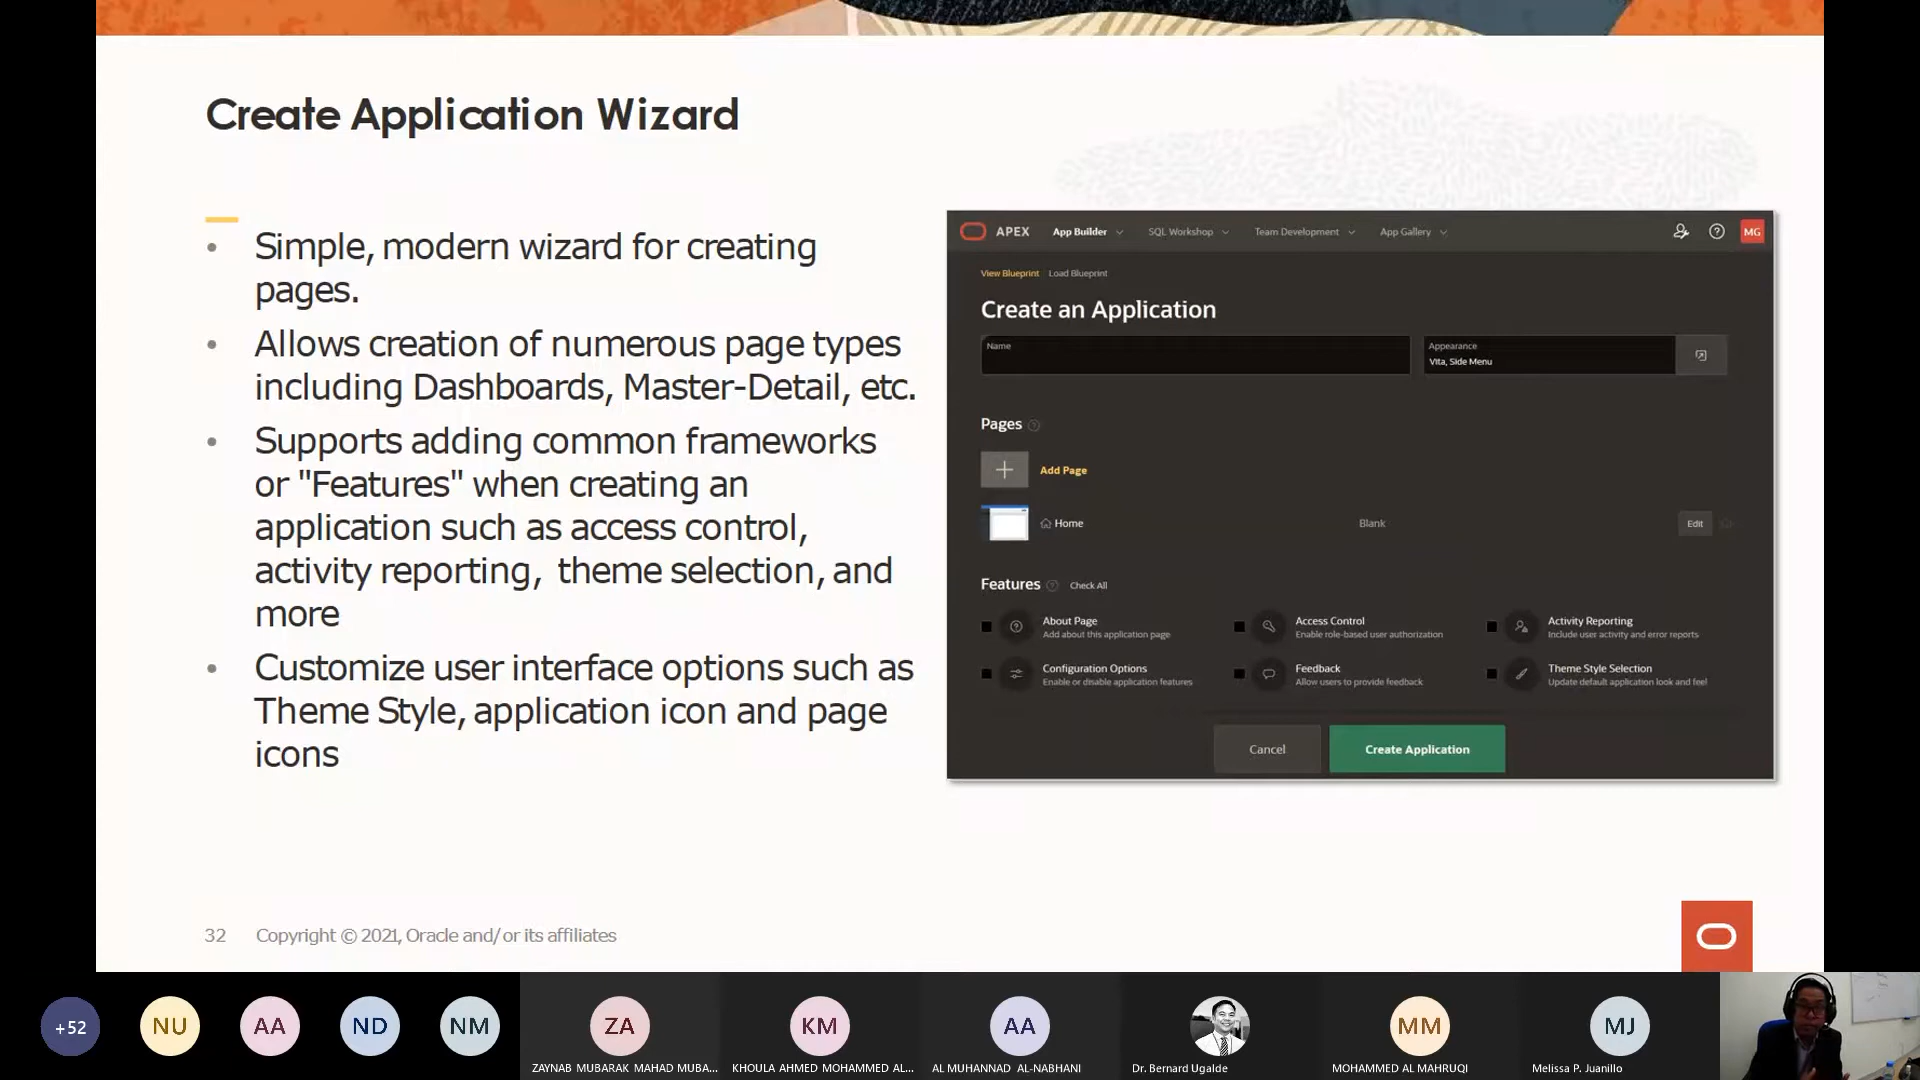 Create Application Wizard
• Simple, modern wizard for creating
pages.
• Allows creation of numerous page types
including Dashboards, Master-Detail, etc.
• Supports adding common frameworks
or "Features" when creating an
application such as access control,
activity reporting, theme selection, and
more
• Customize user interface options such as
Theme Style, application icon and page
icons
APEX App Builder SQL Workshop Team Development App Gallery MG
View Blueprint Load Blueprint
Create an Application
Name
Appearance
Vita, Side Menu
Pages
Add Page
Home Blank Edit
Features Check All
About Page
Add about this application page
Access Control
Enable role-based user authorization
Activity Reporting
Include user activity and error reports
Configuration Options
Enable or disable application features
Feedback
Allow users to provide feedback
Theme Style Selection
Update default application look and feel
Cancel Create Application
32 Copyright © 2021, Oracle and/or its affiliates
+52 NU AA ND NM ZA KM AA MM MJ
ZAYNAB MUBARAK MAHAD MUBA... KHOULA AHMED MOHAMMED AL... AL MUHANNAD AL-NABHANI Dr. Bernard Ugalde MOHAMMED AL MAHRUQI Melissa P. Juanillo